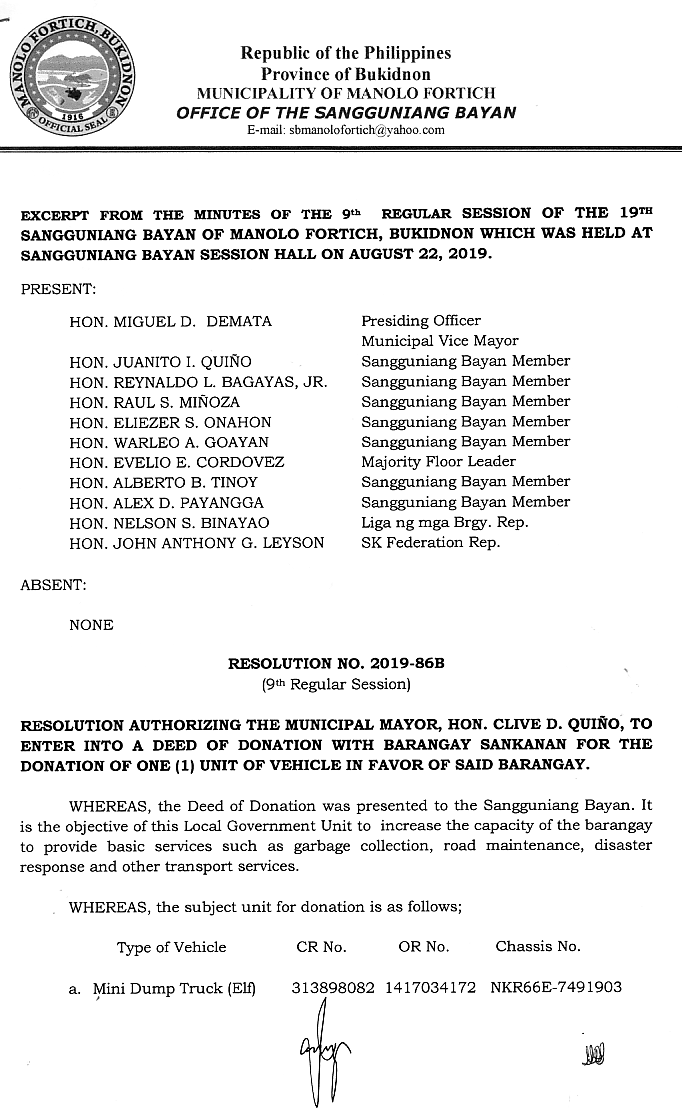 MANOLO FORTICH, BUKIDNON
1916
OFFICIAL SEAL
Republic of the Philippines
Province of Bukidnon
MUNICIPALITY OF MANOLO FORTICH
OFFICE OF THE SANGGUNIANG BAYAN
E-mail: sbmanolofortich@yahoo.com
EXCERPT FROM THE MINUTES OF THE 9th REGULAR SESSION OF THE 19TH
SANGGUNIANG BAYAN OF MANOLO FORTICH, BUKIDNON WHICH WAS HELD AT
SANGGUNIANG BAYAN SESSION HALL ON AUGUST 22, 2019.
PRESENT:
HON. MIGUEL D. DEMATA Presiding Officer
Municipal Vice Mayor
HON. JUANITO I. QUIÑO Sangguniang Bayan Member
HON. REYNALDO L. BAGAYAS, JR. Sangguniang Bayan Member
HON. RAUL S. MIÑOZA Sangguniang Bayan Member
HON. ELIEZER S. ONAHON Sangguniang Bayan Member
HON. WARLEO A. GOAYAN Sangguniang Bayan Member
HON. EVELIO E. CORDOVEZ Majority Floor Leader
HON. ALBERTO B. TINOY Sangguniang Bayan Member
HON. ALEX D. PAYANGGA Sangguniang Bayan Member
HON. NELSON S. BINAYAO Liga ng mga Brgy. Rep.
HON. JOHN ANTHONY G. LEYSON SK Federation Rep.
ABSENT:
NONE
RESOLUTION NO. 2019-86B
(9th Regular Session)
RESOLUTION AUTHORIZING THE MUNICIPAL MAYOR, HON. CLIVE D. QUIÑO, TO
ENTER INTO A DEED OF DONATION WITH BARANGAY SANKANAN FOR THE
DONATION OF ONE (1) UNIT OF VEHICLE IN FAVOR OF SAID BARANGAY.
WHEREAS, the Deed of Donation was presented to the Sangguniang Bayan. It
is the objective of this Local Government Unit to increase the capacity of the barangay
to provide basic services such as garbage collection, road maintenance, disaster
response and other transport services.
WHEREAS, the subject unit for donation is as follows;
Type of Vehicle CR No. OR No. Chassis No.
a. Mini Dump Truck (Elf) 313898082 1417034172 NKR66E-7491903